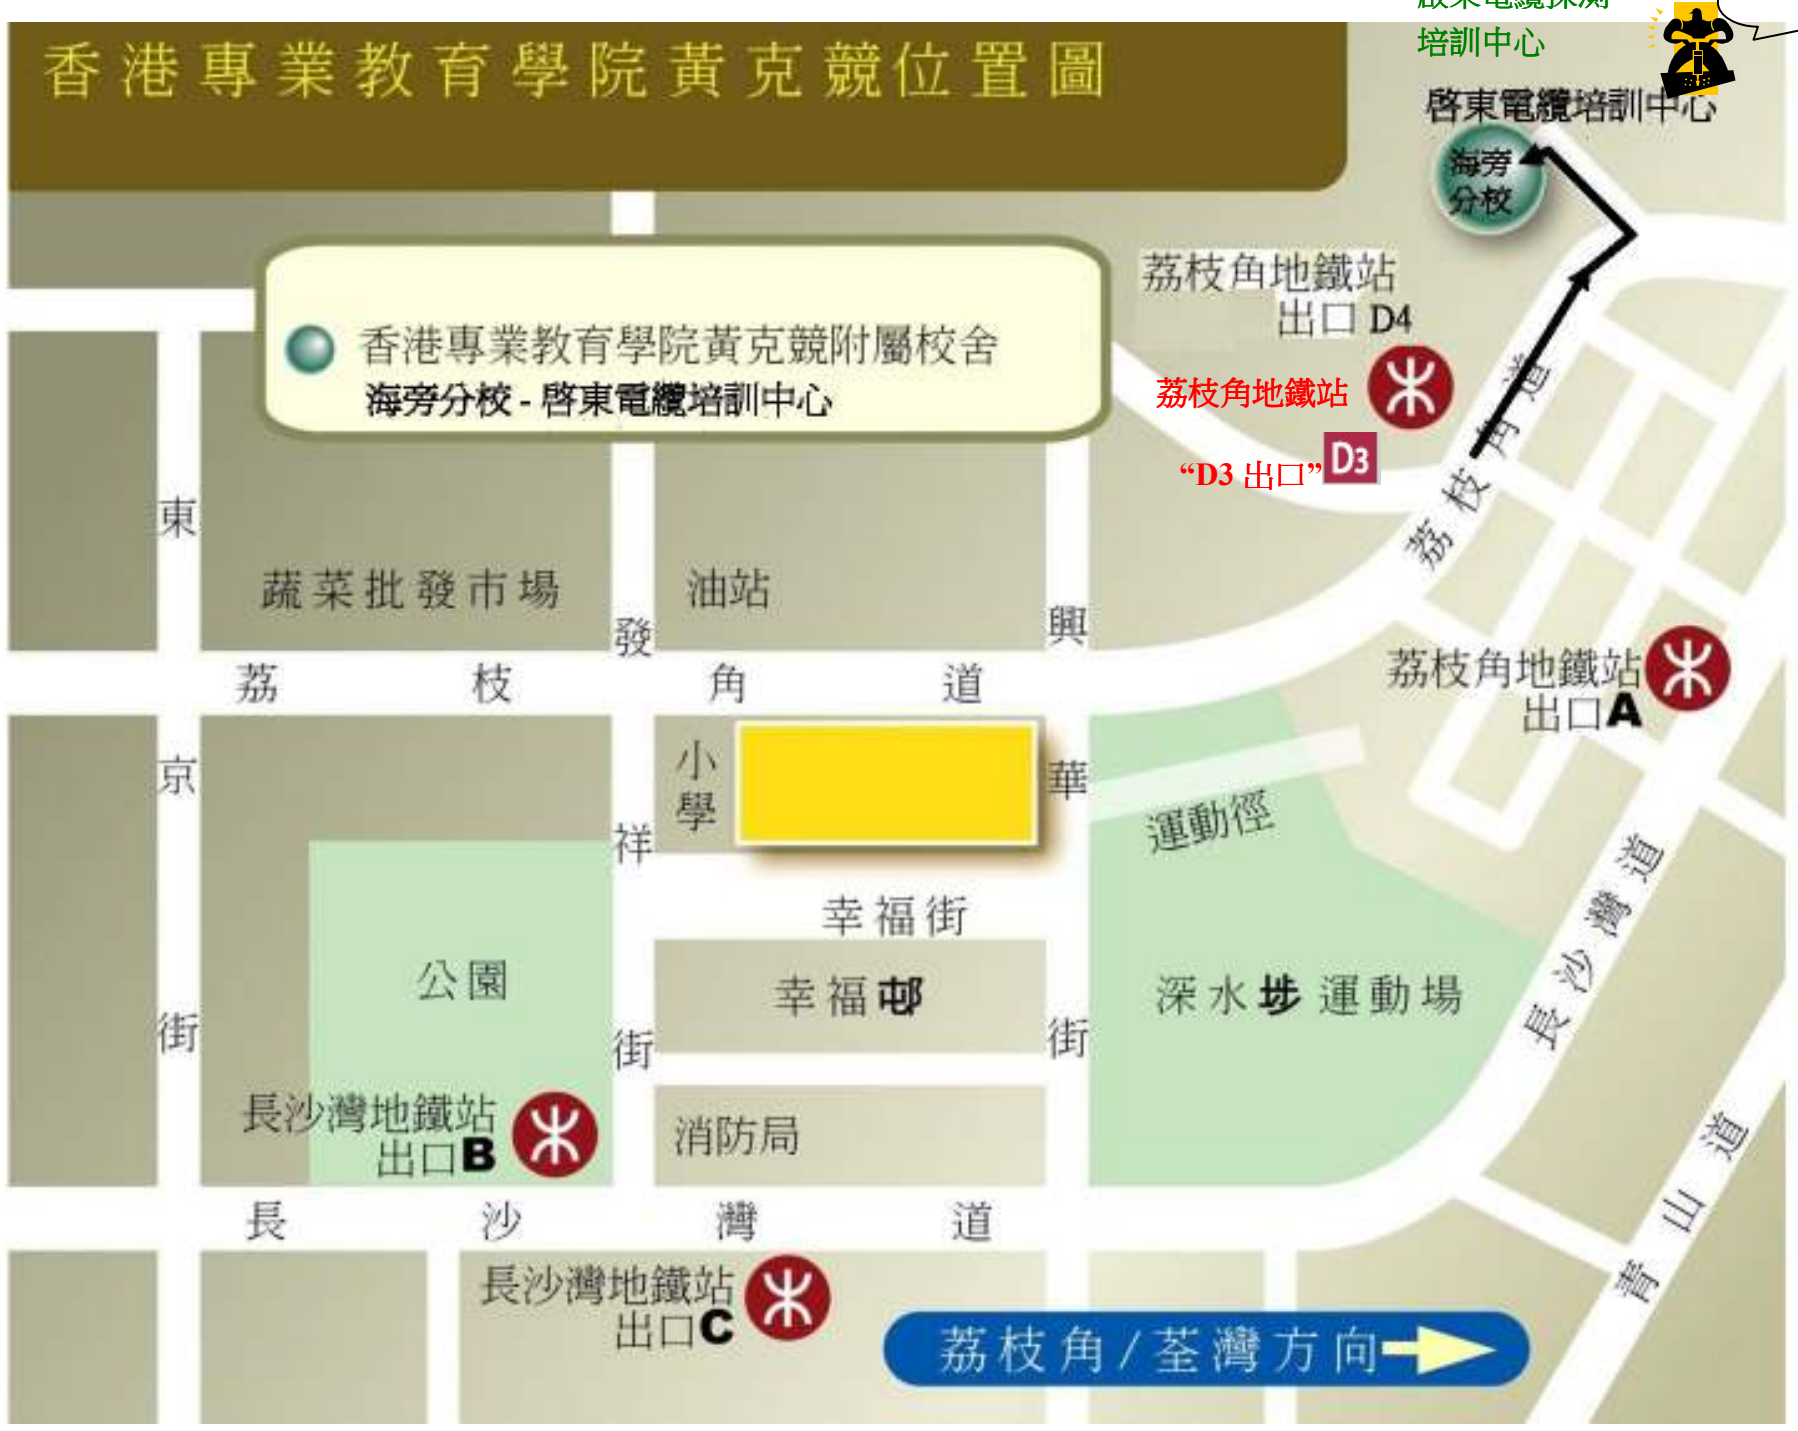 啟東電纜探測
培訓中心
香港專業教育學院黃克競位置圖
啓東電纜培訓中心
海旁
分校
荔枝角地鐵站
出口 D4
香港專業教育學院黃克競附屬校舍
海旁分校 - 啓東電纜培訓中心
荔枝角地鐵站
“D3 出口”
D3
荔枝角道
東京街
蔬菜批發市場
油站
發祥街
興華街
荔枝角道
荔枝角地鐵站
出口A
小學
運動徑
幸福街
公園
幸福邨
深水埗運動場
長沙灣道
長沙灣地鐵站
出口B
消防局
青山道
長沙灣道
長沙灣地鐵站
出口C
荔枝角/荃灣方向